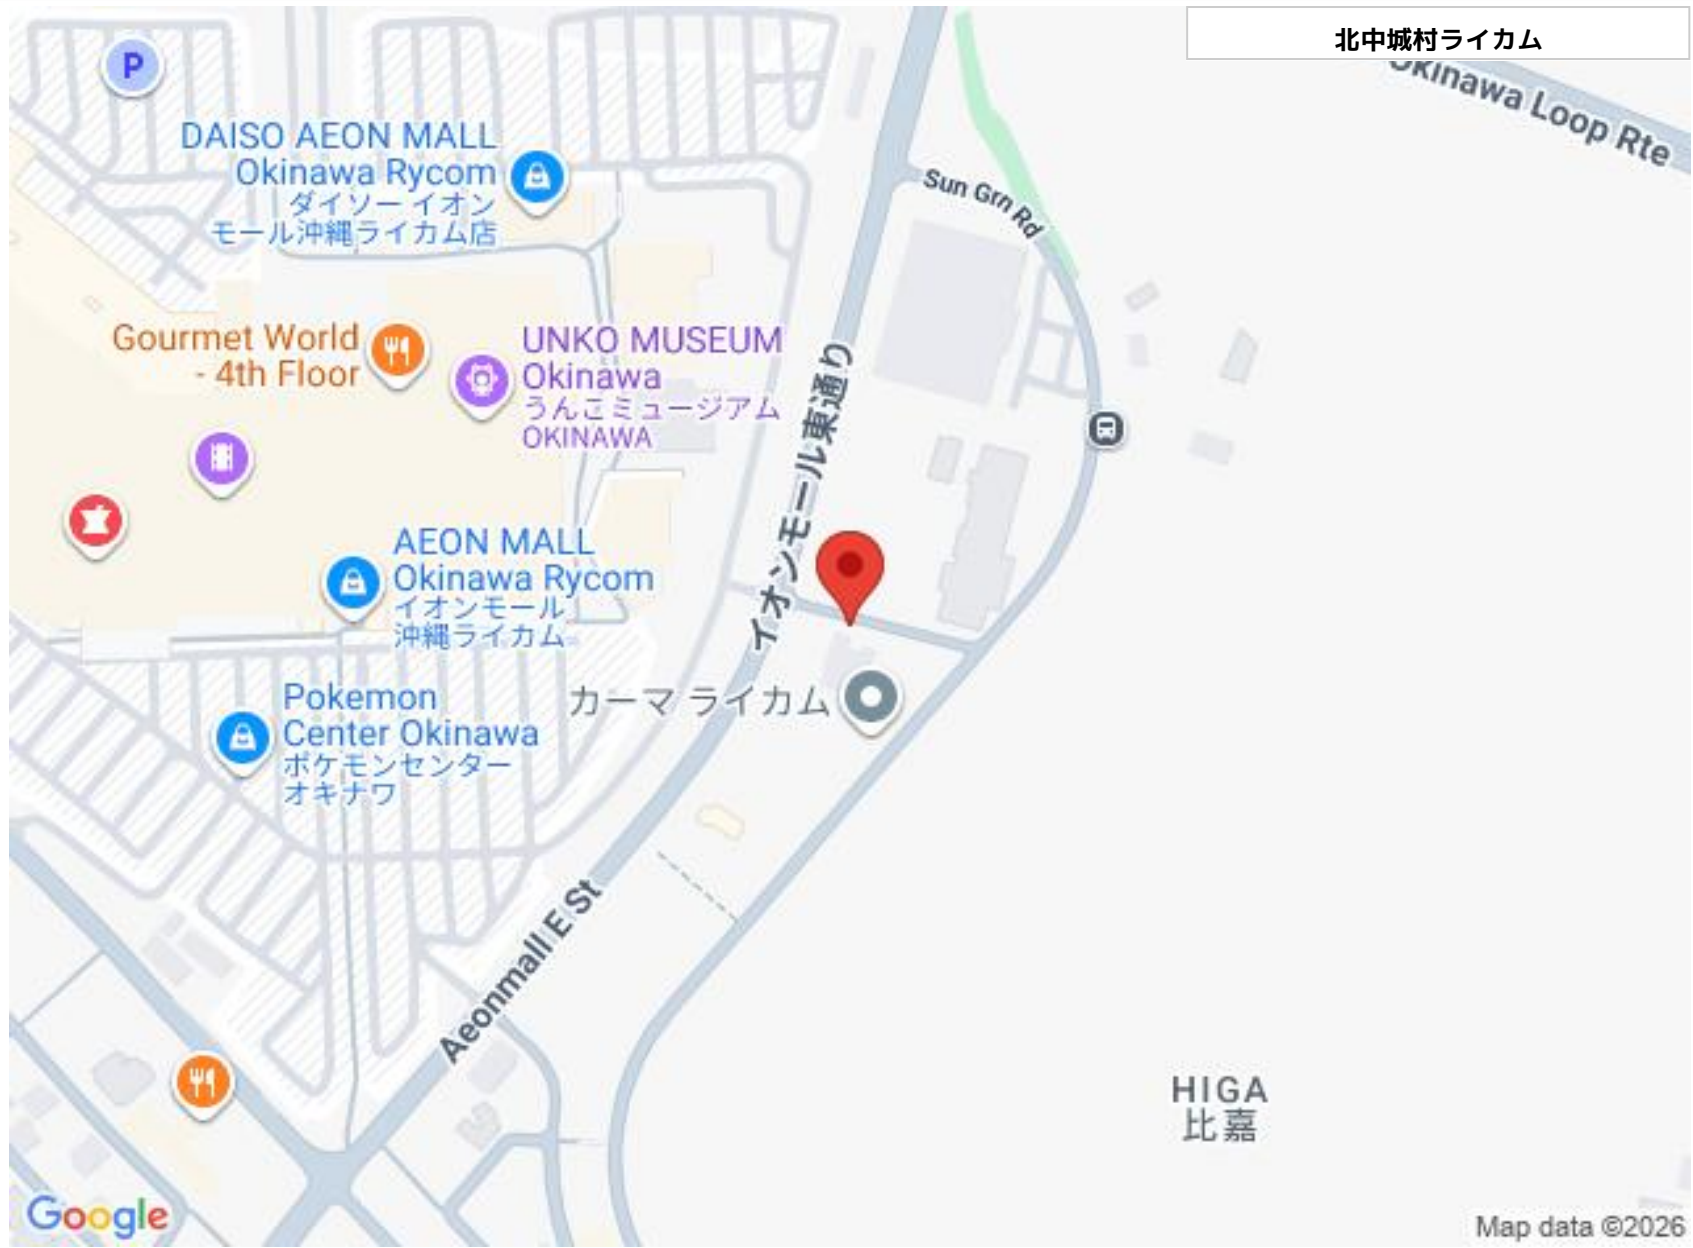 北中城村ライカム
Okinawa Loop Rte
P
DAISO AEON MALL
Okinawa Rycom
ダイソー イオン
モール沖縄ライカム店
Sun Grn Rd
Gourmet World
- 4th Floor
UNKO MUSEUM
Okinawa
うんこミュージアム
OKINAWA
イオンモール東通り
AEON MALL
Okinawa Rycom
イオンモール
沖縄ライカム
Pokemon
Center Okinawa
ポケモンセンター
オキナワ
カーマ ライカム
Aeonmall E St
HIGA
比嘉
Google
Map data ©2026